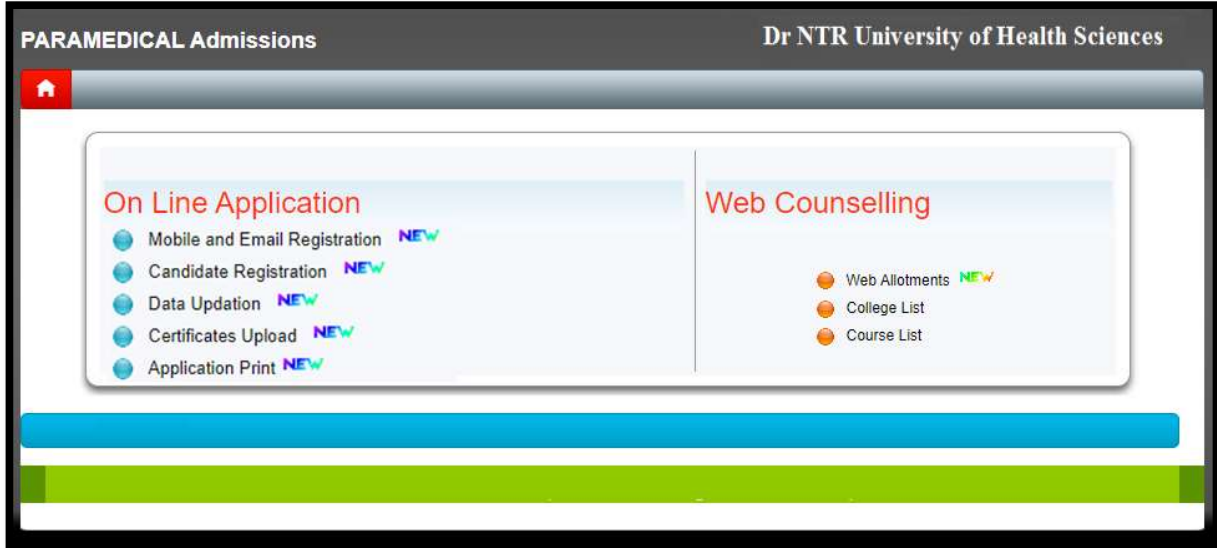 PARAMEDICAL Admissions
Dr NTR University of Health Sciences
On Line Application
Mobile and Email Registration NEW
Candidate Registration NEW
Data Updation NEW
Certificates Upload NEW
Application Print NEW
Web Counselling
Web Allotments NEW
College List
Course List